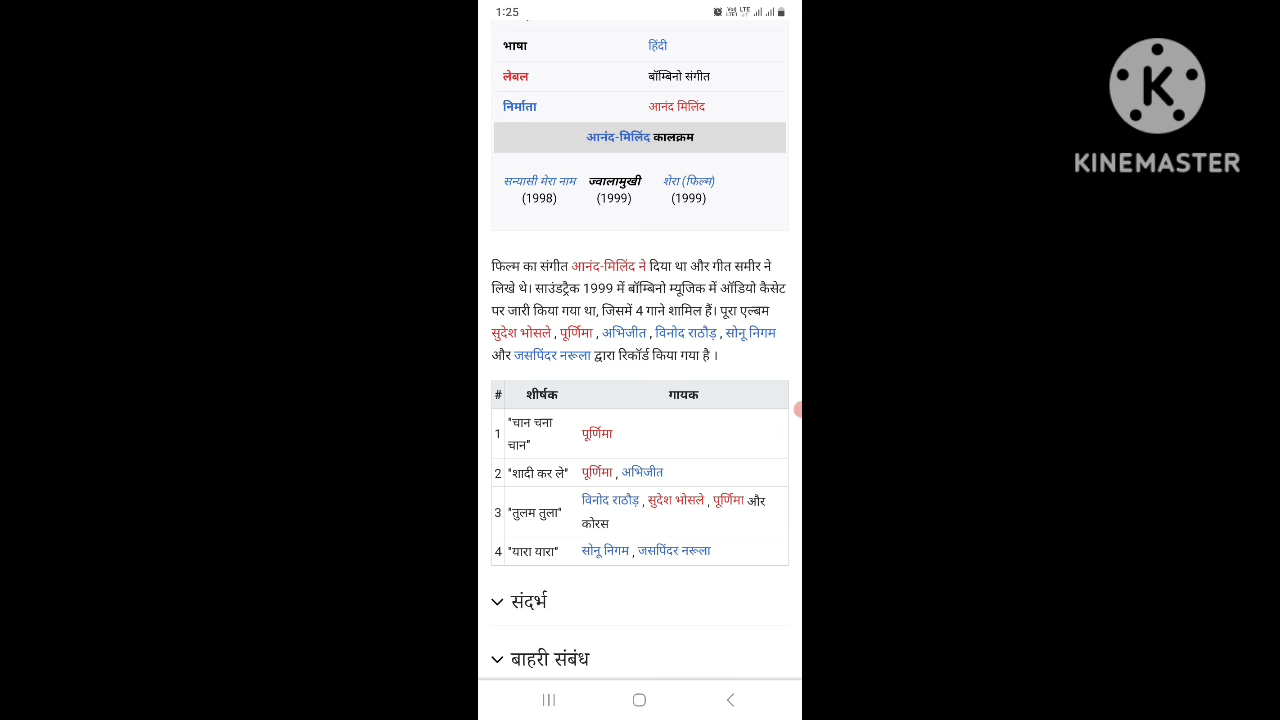 1:25
भाषा हिंदी
लेबल बॉम्बिनो संगीत
निर्माता आनंद मिलिंद
आनंद-मिलिंद कालक्रम
सन्यासी मेरा नाम ज्वालामुखी शेरा (फिल्म)
(1998) (1999) (1999)
फिल्म का संगीत आनंद-मिलिंद ने दिया था और गीत समीर ने
लिखे थे। साउंडट्रैक 1999 में बॉम्बिनो म्यूजिक में ऑडियो कैसेट
पर जारी किया गया था, जिसमें 4 गाने शामिल हैं। पूरा एल्बम
सुदेश भोसले , पूर्णिमा , अभिजीत , विनोद राठौड़ , सोनू निगम
और जसपिंदर नरूला द्वारा रिकॉर्ड किया गया है ।
# शीर्षक गायक
1 "चान चना चान" पूर्णिमा
2 "शादी कर ले" पूर्णिमा , अभिजीत
3 "तुलम तुला" विनोद राठौड़ , सुदेश भोसले , पूर्णिमा और कोरस
4 "यारा यारा" सोनू निगम , जसपिंदर नरूला
संदर्भ
बाहरी संबंध
KINEMASTER